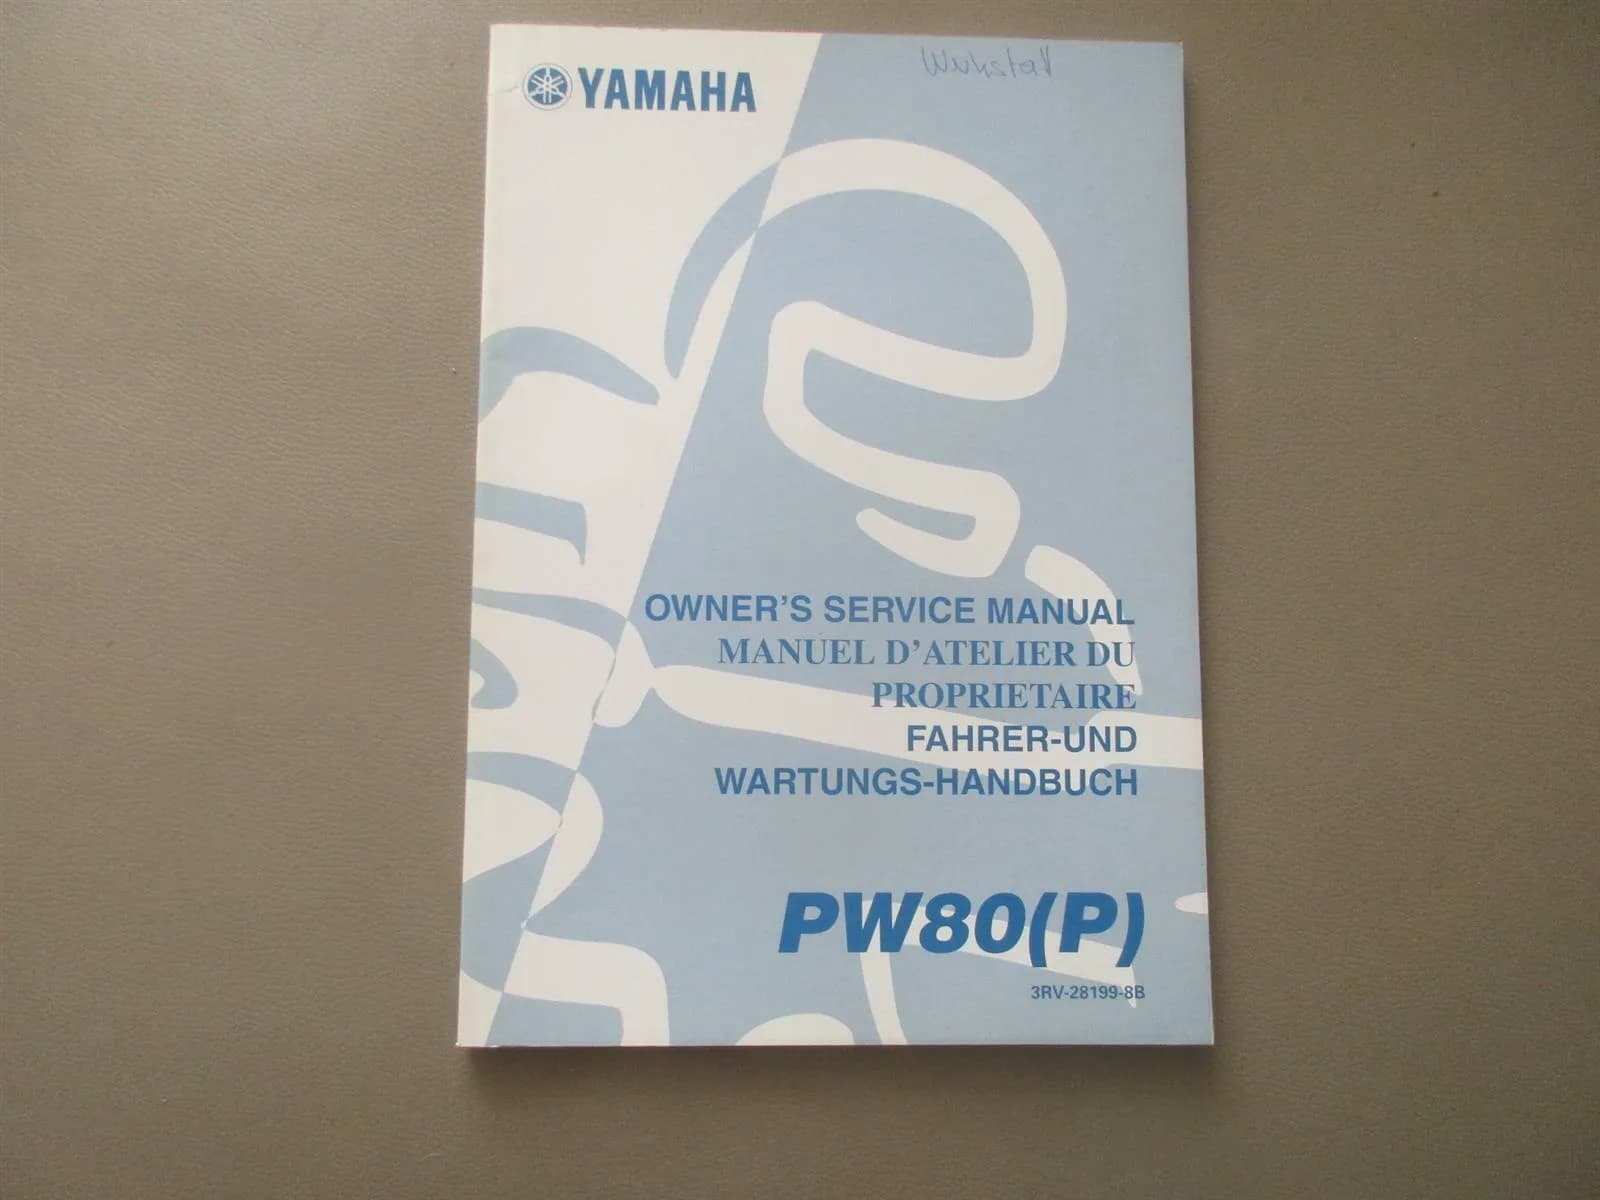 Werkstatt
YAMAHA
OWNER'S SERVICE MANUAL
MANUEL D'ATELIER DU
PROPRIETAIRE
FAHRER-UND
WARTUNGS-HANDBUCH
PW80(P)
3RV-28199-8B